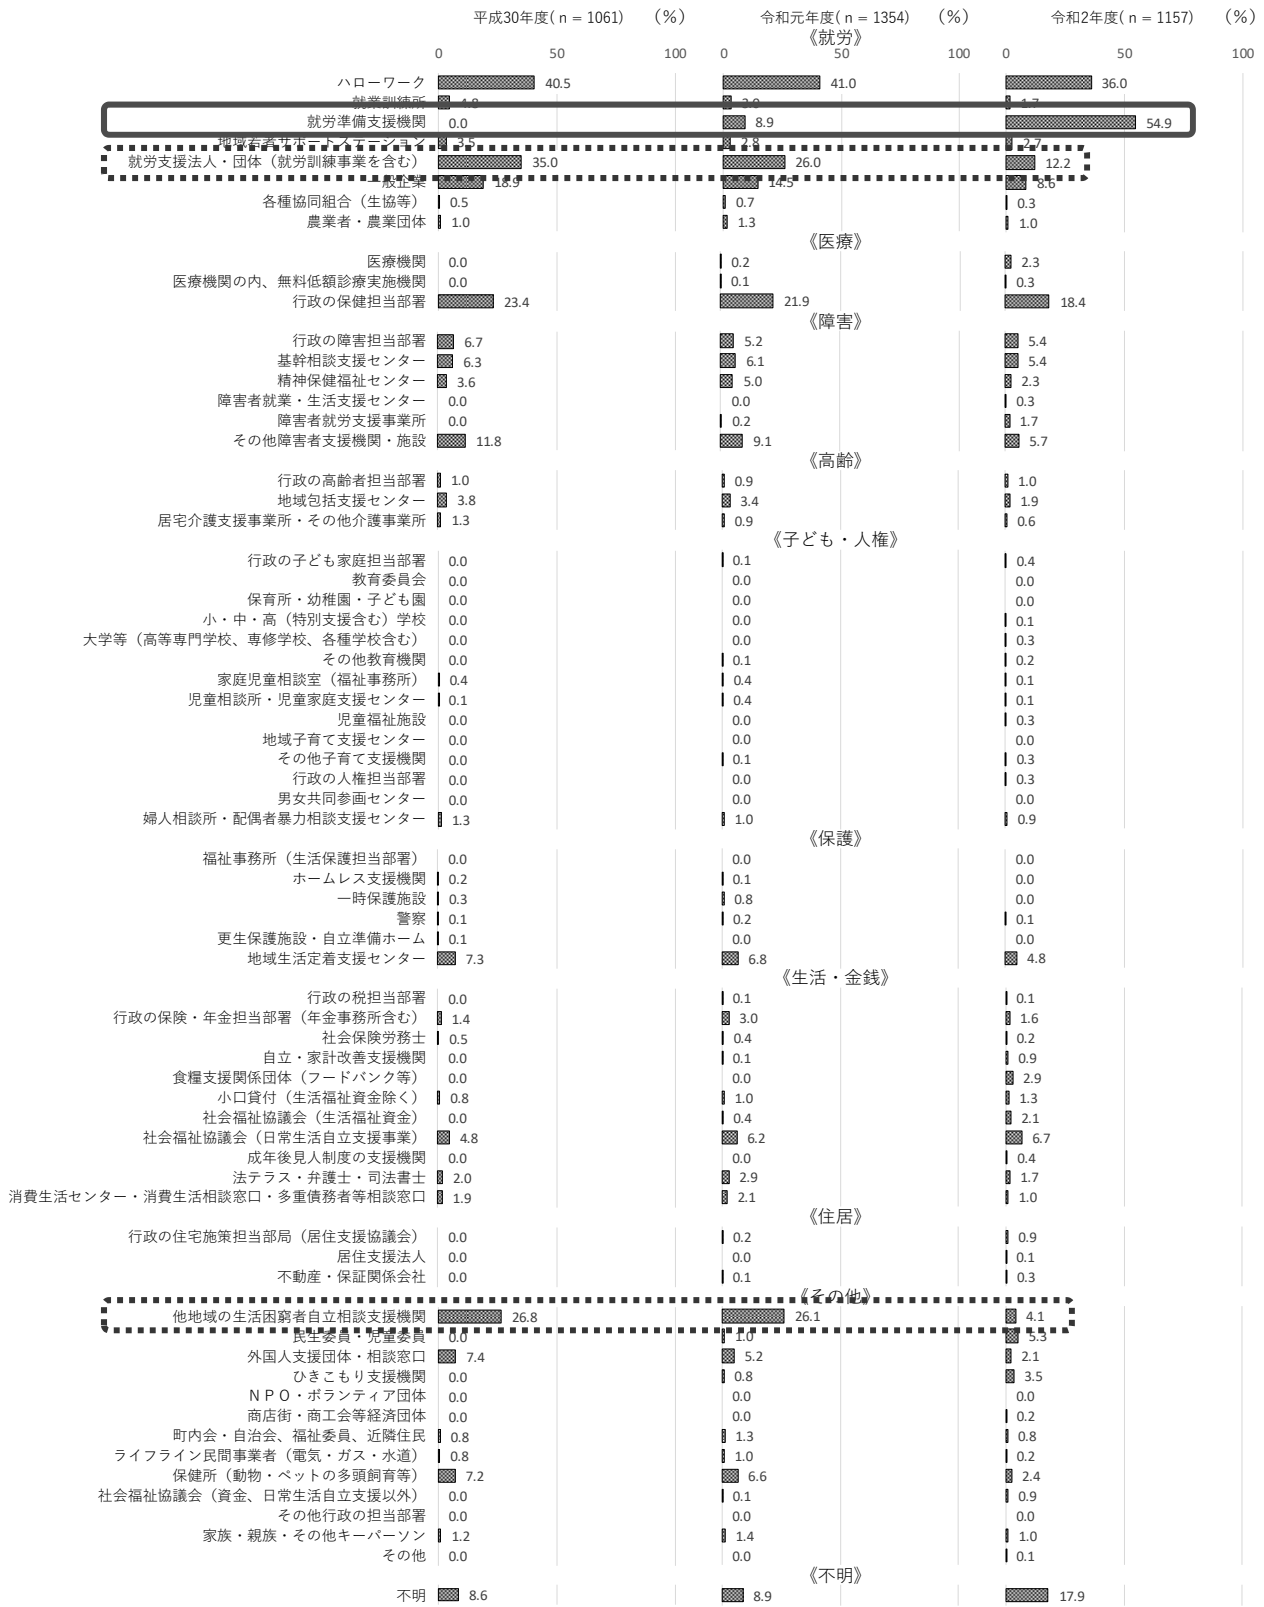 平成30年度( n = 1061) （%） 令和元年度( n = 1354) （%） 令和2年度( n = 1157) （%）
《就労》
0 50 100 0 50 100 0 50 100
ハローワーク 40.5 41.0 36.0
就業訓練所 4.8 3.9 1.7
就労準備支援機関 0.0 8.9 54.9
地域若者サポートステーション 3.5 2.8 2.7
就労支援法人・団体（就労訓練事業を含む） 35.0 26.0 12.2
一般企業 18.9 14.5 8.6
各種協同組合（生協等） 0.5 0.7 0.3
農業者・農業団体 1.0 1.3 1.0
《医療》
医療機関 0.0 0.2 2.3
医療機関の内、無料低額診療実施機関 0.0 0.1 0.3
行政の保健担当部署 23.4 21.9 18.4
《障害》
行政の障害担当部署 6.7 5.2 5.4
基幹相談支援センター 6.3 6.1 5.4
精神保健福祉センター 3.6 5.0 2.3
障害者就業・生活支援センター 0.0 0.0 0.3
障害者就労支援事業所 0.0 0.2 1.7
その他障害者支援機関・施設 11.8 9.1 5.7
《高齢》
行政の高齢者担当部署 1.0 0.9 1.0
地域包括支援センター 3.8 3.4 1.9
居宅介護支援事業所・その他介護事業所 1.3 0.9 0.6
《子ども・人権》
行政の子ども家庭担当部署 0.0 0.1 0.4
教育委員会 0.0 0.0 0.0
保育所・幼稚園・子ども園 0.0 0.0 0.0
小・中・高（特別支援含む）学校 0.0 0.0 0.1
大学等（高等専門学校、専修学校、各種学校含む） 0.0 0.0 0.3
その他教育機関 0.0 0.1 0.2
家庭児童相談室（福祉事務所） 0.4 0.4 0.1
児童相談所・児童家庭支援センター 0.1 0.4 0.1
児童福祉施設 0.0 0.0 0.3
地域子育て支援センター 0.0 0.0 0.0
その他子育て支援機関 0.0 0.1 0.3
行政の人権担当部署 0.0 0.0 0.3
男女共同参画センター 0.0 0.0 0.0
婦人相談所・配偶者暴力相談支援センター 1.3 1.0 0.9
《保護》
福祉事務所（生活保護担当部署） 0.0 0.0 0.0
ホームレス支援機関 0.2 0.1 0.0
一時保護施設 0.3 0.8 0.0
警察 0.1 0.2 0.1
更生保護施設・自立準備ホーム 0.1 0.0 0.0
地域生活定着支援センター 7.3 6.8 4.8
《生活・金銭》
行政の税担当部署 0.0 0.1 0.1
行政の保険・年金担当部署（年金事務所含む） 1.4 3.0 1.6
社会保険労務士 0.5 0.4 0.2
自立・家計改善支援機関 0.0 0.1 0.9
食糧支援関係団体（フードバンク等） 0.0 0.0 2.9
小口貸付（生活福祉資金除く） 0.8 1.0 1.3
社会福祉協議会（生活福祉資金） 0.0 0.4 2.1
社会福祉協議会（日常生活自立支援事業） 4.8 6.2 6.7
成年後見人制度の支援機関 0.0 0.0 0.4
法テラス・弁護士・司法書士 2.0 2.9 1.7
消費生活センター・消費生活相談窓口・多重債務者等相談窓口 1.9 2.1 1.0
《住居》
行政の住宅施策担当部局（居住支援協議会） 0.0 0.2 0.9
居住支援法人 0.0 0.0 0.1
不動産・保証関係会社 0.0 0.1 0.3
《その他》
他地域の生活困窮者自立相談支援機関 26.8 26.1 4.1
民生委員・児童委員 0.0 1.0 5.3
外国人支援団体・相談窓口 7.4 5.2 2.1
ひきこもり支援機関 0.0 0.8 3.5
ＮＰＯ・ボランティア団体 0.0 0.0 0.0
商店街・商工会等経済団体 0.0 0.0 0.2
町内会・自治会、福祉委員、近隣住民 0.8 1.3 0.8
ライフライン民間事業者（電気・ガス・水道） 0.8 1.0 0.2
保健所（動物・ペットの多頭飼育等） 7.2 6.6 2.4
社会福祉協議会（資金、日常生活自立支援以外） 0.0 0.1 0.9
その他行政の担当部署 0.0 0.0 0.0
家族・親族・その他キーパーソン 1.2 1.4 1.0
その他 0.0 0.0 0.1
《不明》
不明 8.6 8.9 17.9